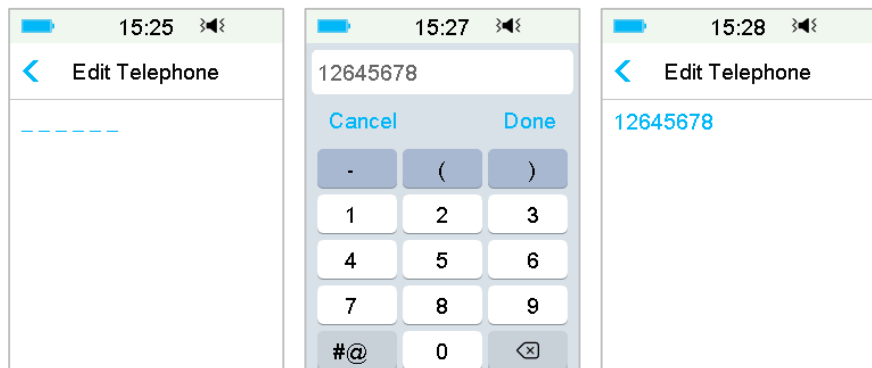 15:25
Edit Telephone
_ _ _ _ _ _
15:27
12645678
Cancel Done
- ( )
1 2 3
4 5 6
7 8 9
#@ 0
15:28
Edit Telephone
12645678